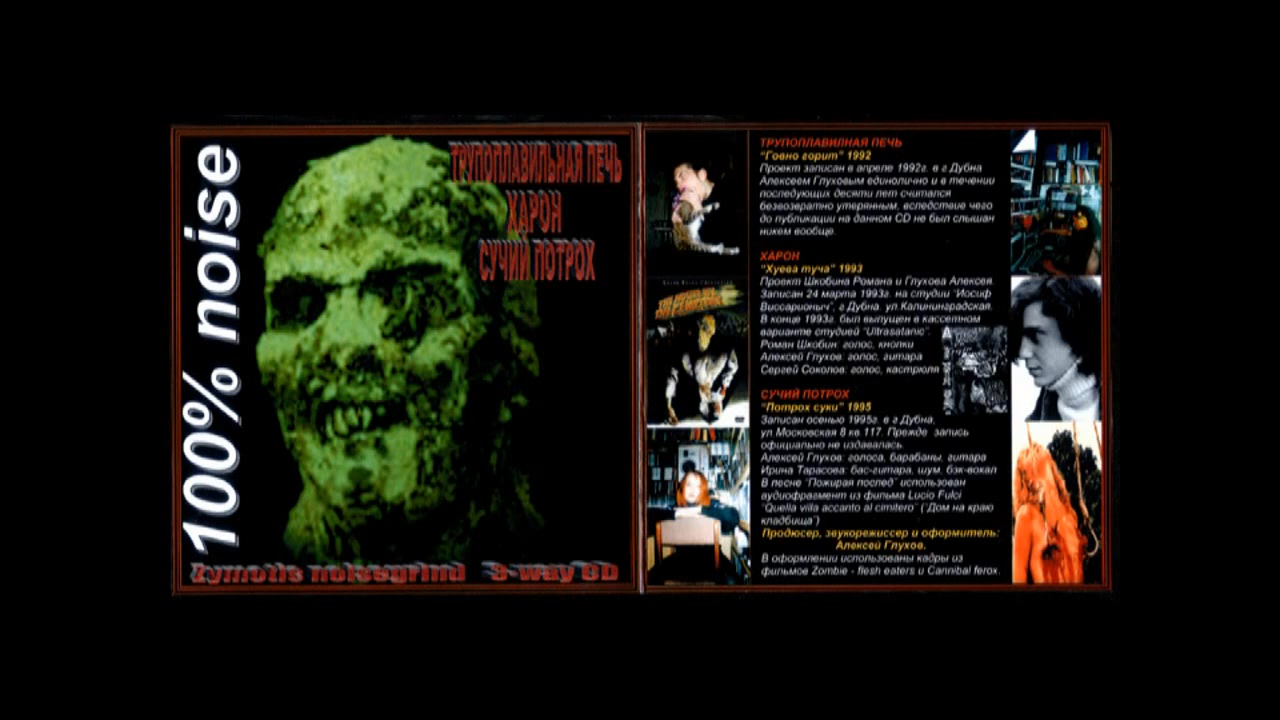 100% noise
ТРУПОПЛАВИЛЬНАЯ ПЕЧЬ
ХАРОН
СУЧИЙ ПОТРОХ
Zymotic noisegrind 3-way CD
ТРУПОПЛАВИЛНАЯ ПЕЧЬ
"Говно горит" 1992
Проект записан в апреле 1992г. в г Дубна
Алексеем Глуховым единолично и в течении
последующих десяти лет считался
безвозвратно утерянным, вследствие чего
до публикации на данном CD не был слышан
никем вообще.
ХАРОН
"Хуева туча" 1993
Проект Шкобина Романа и Глухова Алексея.
Записан 24 марта 1993г. на студии "Иосиф
Виссарионыч", г Дубна ул Калининградская.
В конце 1993г. был выпущен в кассетном
варианте студией "Ultrasatanic".
Роман Шкобин: голос, кнопки
Алексей Глухов: голос, гитара
Сергей Соколов: голос, кастрюля
СУЧИЙ ПОТРОХ
"Потрох суки" 1995
Записан осенью 1995г. в г Дубна,
ул Московская 8 кв 117. Прежде запись
официально не издавалась.
Алексей Глухов: голоса, барабаны, гитара
Ирина Тарасова: бас-гитара, шум, бэк-вокал
В песне "Пожирая послед" использован
аудиофрагмент из фильма Lucio Fulci
"Quella villa accanto al cimitero" ("Дом на краю
кладбища")
Продюсер, звукорежиссер и оформитель:
Алексей Глухов.
В оформлении использованы кадры из
фильмов Zombie - flesh eaters и Cannibal ferox.